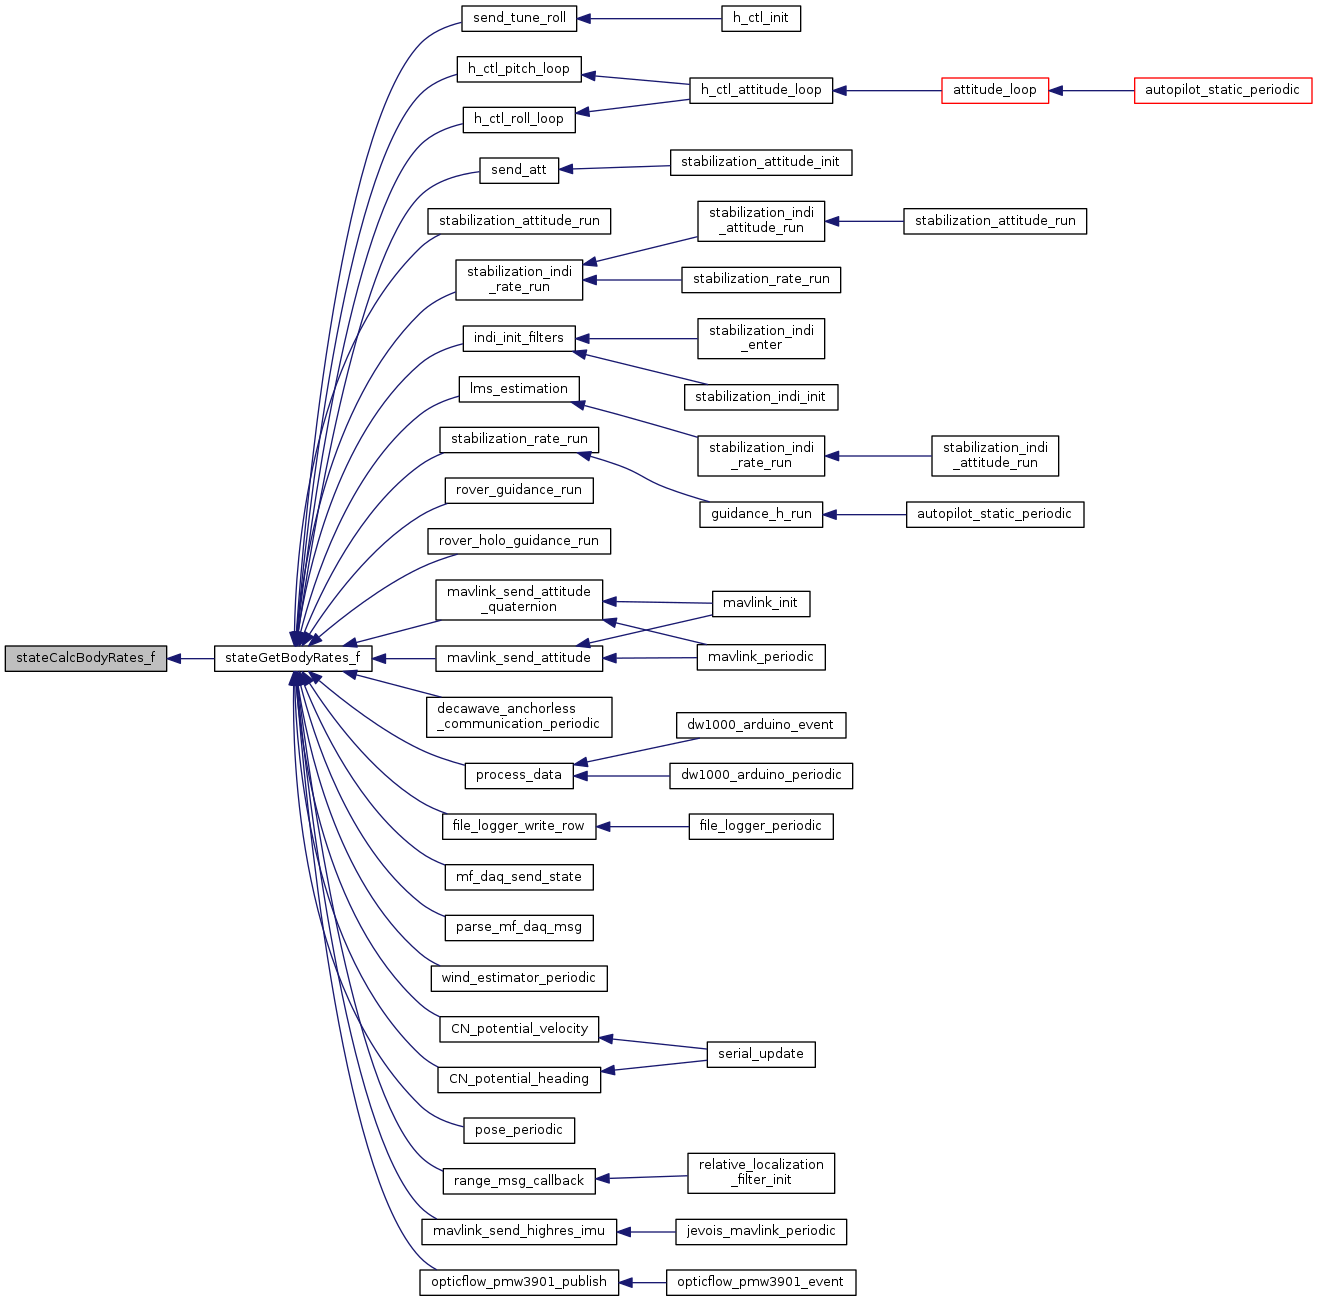 send_tune_roll
h_ctl_init
h_ctl_pitch_loop
h_ctl_attitude_loop
attitude_loop
autopilot_static_periodic
h_ctl_roll_loop
send_att
stabilization_attitude_init
stabilization_attitude_run
stabilization_indi
_attitude_run
stabilization_attitude_run
stabilization_indi
_rate_run
stabilization_rate_run
indi_init_filters
stabilization_indi
_enter
stabilization_indi_init
lms_estimation
stabilization_rate_run
stabilization_indi
_rate_run
stabilization_indi
_attitude_run
rover_guidance_run
guidance_h_run
autopilot_static_periodic
rover_holo_guidance_run
mavlink_send_attitude
_quaternion
mavlink_init
stateCalcBodyRates_f
stateGetBodyRates_f
mavlink_send_attitude
mavlink_periodic
decawave_anchorless
_communication_periodic
dw1000_arduino_event
process_data
dw1000_arduino_periodic
file_logger_write_row
file_logger_periodic
mf_daq_send_state
parse_mf_daq_msg
wind_estimator_periodic
CN_potential_velocity
serial_update
CN_potential_heading
pose_periodic
range_msg_callback
relative_localization
_filter_init
mavlink_send_highres_imu
jevois_mavlink_periodic
opticflow_pmw3901_publish
opticflow_pmw3901_event